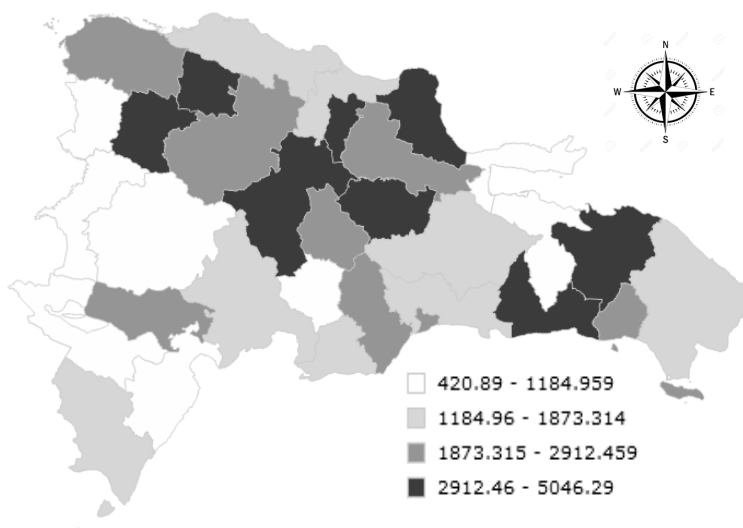 N
W E
S
420.89 - 1184.959
1184.96 - 1873.314
1873.315 - 2912.459
2912.46 - 5046.29